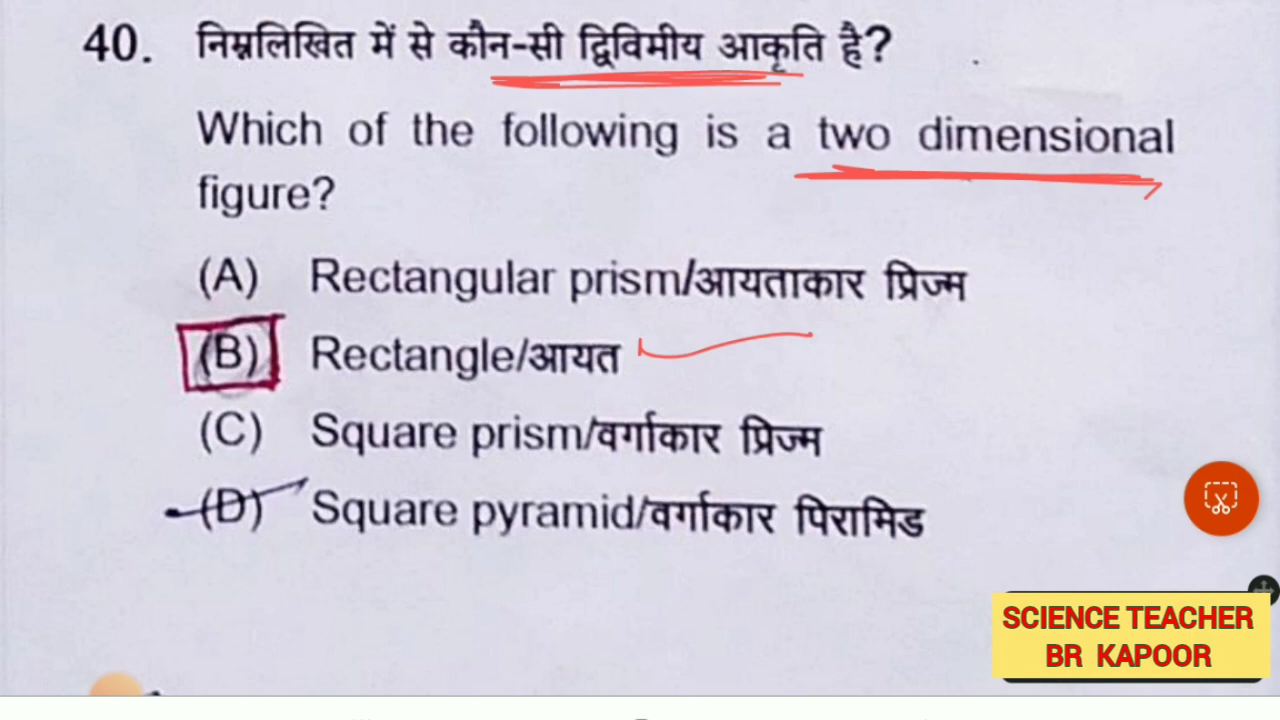 40. निम्नलिखित में से कौन-सी द्विविमीय आकृति है?
Which of the following is a two dimensional
figure?
(A) Rectangular prism/आयताकार प्रिज्म
(B) Rectangle/आयत
(C) Square prism/वर्गाकार प्रिज्म
(D) Square pyramid/वर्गाकार पिरामिड
SCIENCE TEACHER
BR KAPOOR